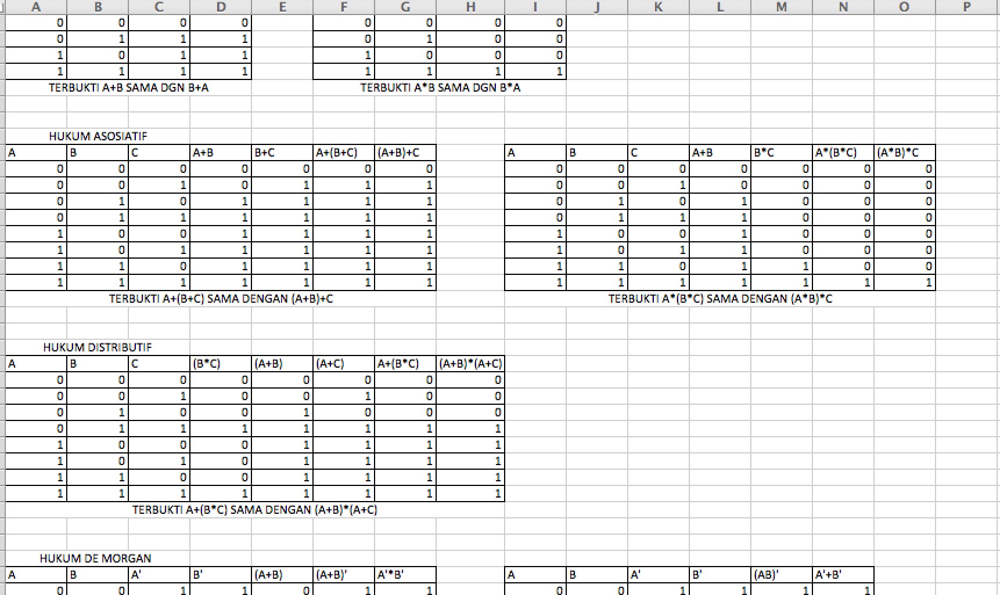 A B C D E F G H I J K L M N O P
0 0 0 0 0 0 0 0
0 1 1 1 0 1 0 0
1 0 1 1 1 0 0 0
1 1 1 1 1 1 1 1
TERBUKTI A+B SAMA DGN B+A TERBUKTI A*B SAMA DGN B*A
HUKUM ASOSIATIF
A B C A+B B+C A+(B+C) (A+B)+C A B C A+B B*C A*(B*C) (A*B)*C
0 0 0 0 0 0 0 0 0 0 0 0 0 0
0 0 1 0 1 1 1 0 0 1 0 0 0 0
0 1 0 1 1 1 1 0 1 0 1 0 0 0
0 1 1 1 1 1 1 0 1 1 1 0 0 0
1 0 0 1 1 1 1 1 0 0 1 0 0 0
1 0 1 1 1 1 1 1 0 1 1 0 0 0
1 1 0 1 1 1 1 1 1 0 1 1 0 0
1 1 1 1 1 1 1 1 1 1 1 1 1 1
TERBUKTI A+(B+C) SAMA DENGAN (A+B)+C TERBUKTI A*(B*C) SAMA DENGAN (A*B)*C
HUKUM DISTRIBUTIF
A B C (B*C) (A+B) (A+C) A+(B*C) (A+B)*(A+C)
0 0 0 0 0 0 0 0
0 0 1 0 0 1 0 0
0 1 0 0 1 0 0 0
0 1 1 1 1 1 1 1
1 0 0 0 1 1 1 1
1 0 1 0 1 1 1 1
1 1 0 0 1 1 1 1
1 1 1 1 1 1 1 1
TERBUKTI A+(B*C) SAMA DENGAN (A+B)*(A+C)
HUKUM DE MORGAN
A B A' B' (A+B) (A+B)' A'*B' A B A' B' (AB)' A'+B'
0 0 1 1 0 1 1 0 0 1 1 1 1